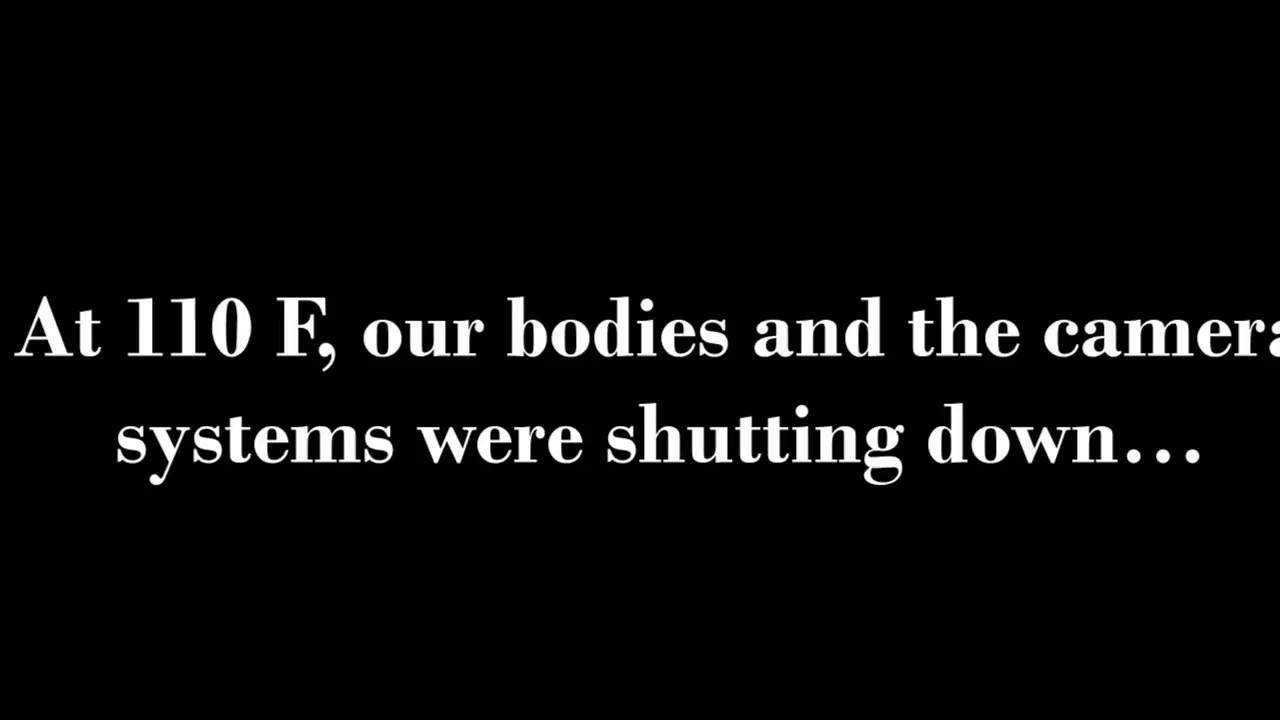 At 110 F, our bodies and the camera
systems were shutting down...